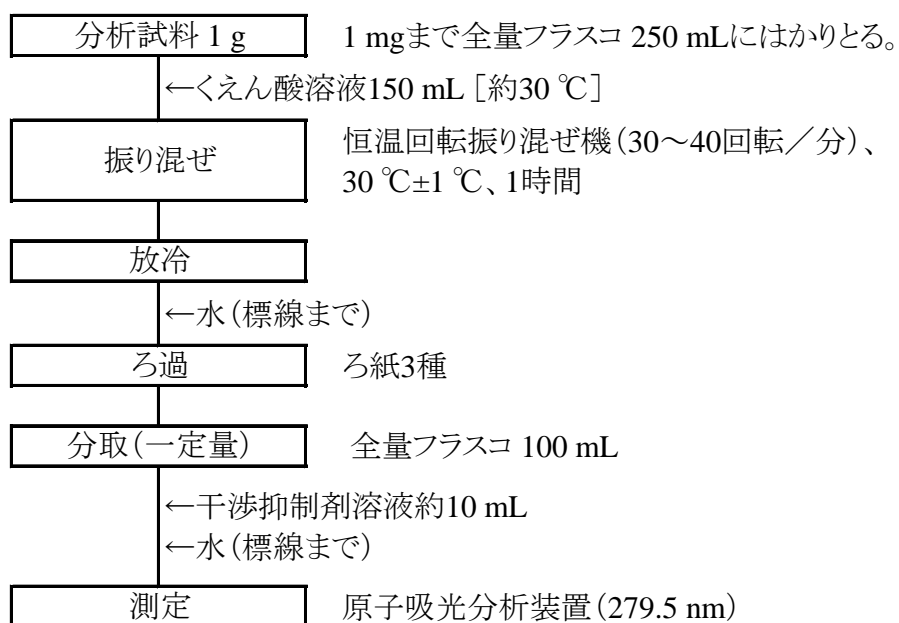 分析試料 1 g　1 mgまで全量フラスコ 250 mLにはかりとる。
←くえん酸溶液150 mL［約30 ℃］
振り混ぜ　恒温回転振り混ぜ機（30～40回転／分）、
30 ℃±1 ℃、1時間
放冷
←水（標線まで）
ろ過　ろ紙3種
分取（一定量）　全量フラスコ 100 mL
←干渉抑制剤溶液約10 mL
←水（標線まで）
測定　原子吸光分析装置（279.5 nm）